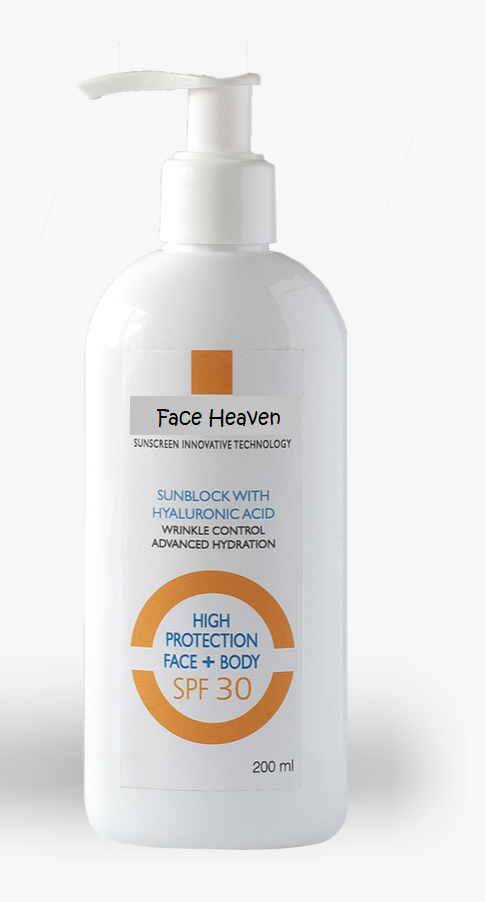 Face Heaven
SUNSCREEN INNOVATIVE TECHNOLOGY
SUNBLOCK WITH
HYALURONIC ACID
WRINKLE CONTROL
ADVANCED HYDRATION
HIGH
PROTECTION
FACE + BODY
SPF 30
200 ml